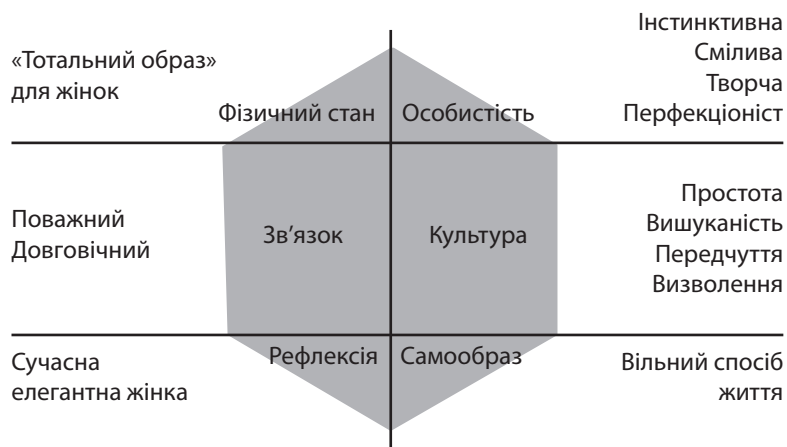 «Тотальний образ»
для жінок
Фізичний стан
Особистість
Інстинктивна
Смілива
Творча
Перфекціоніст
Поважний
Довговічний
Зв’язок
Культура
Простота
Вишуканість
Передчуття
Визволення
Сучасна
елегантна жінка
Рефлексія
Самообраз
Вільний спосіб
життя